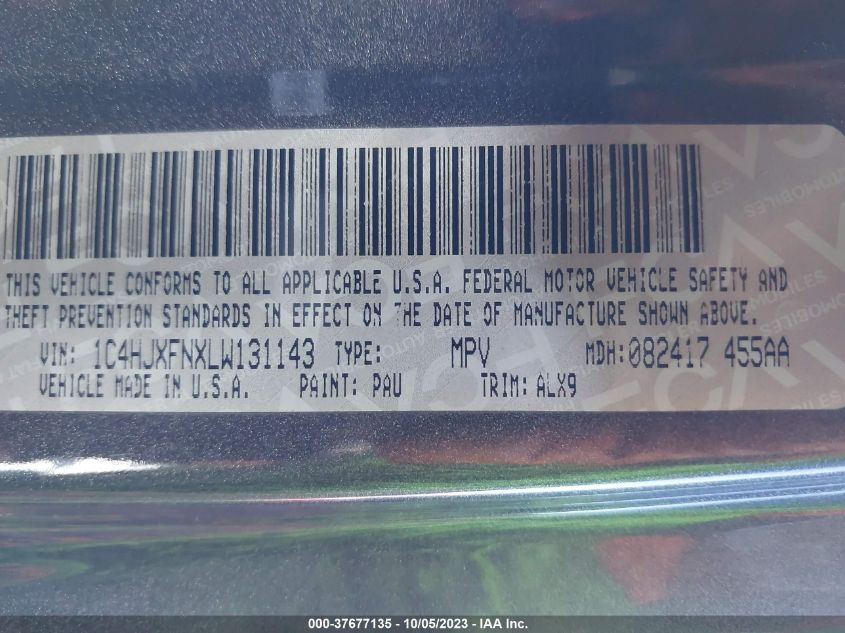 THIS VEHICLE CONFORMS TO ALL APPLICABLE U.S.A. FEDERAL MOTOR VEHICLE SAFETY AND
THEFT PREVENTION STANDARDS IN EFFECT ON THE DATE OF MANUFACTURE SHOWN ABOVE.
VIN: 1C4HJXFNXLW131143 TYPE: MPV MDH:082417 455AA
VEHICLE MADE IN U.S.A. PAINT: PAU TRIM: ALX9
000-37677135 - 10/05/2023 - IAA Inc.